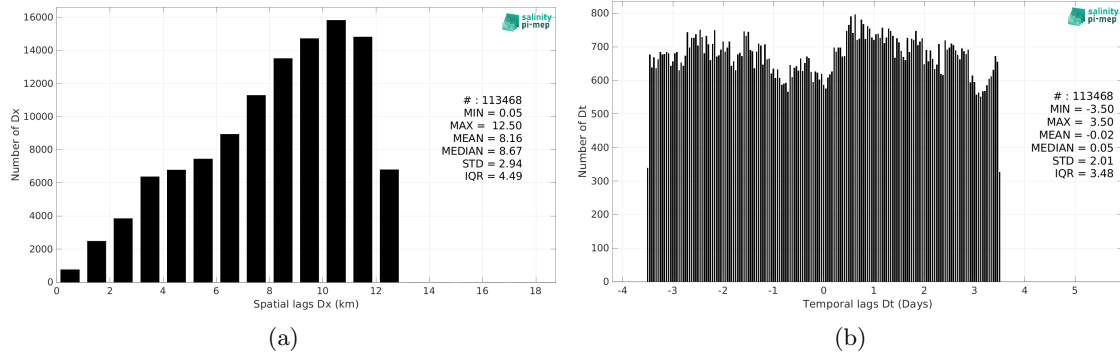 16000
14000
12000
10000
8000
6000
4000
2000
0
Number of Dx
salinity
pi-mep
# : 113468
MIN = 0.05
MAX = 12.50
MEAN = 8.16
MEDIAN = 8.67
STD = 2.94
IQR = 4.49
0 2 4 6 8 10 12 14 16 18
Spatial lags Dx (km)
(a)
800
700
600
500
400
300
200
100
0
Number of Dt
salinity
pi-mep
# : 113468
MIN = -3.50
MAX = 3.50
MEAN = -0.02
MEDIAN = 0.05
STD = 2.01
IQR = 3.48
-4 -3 -2 -1 0 1 2 3 4 5
Temporal lags Dt (Days)
(b)